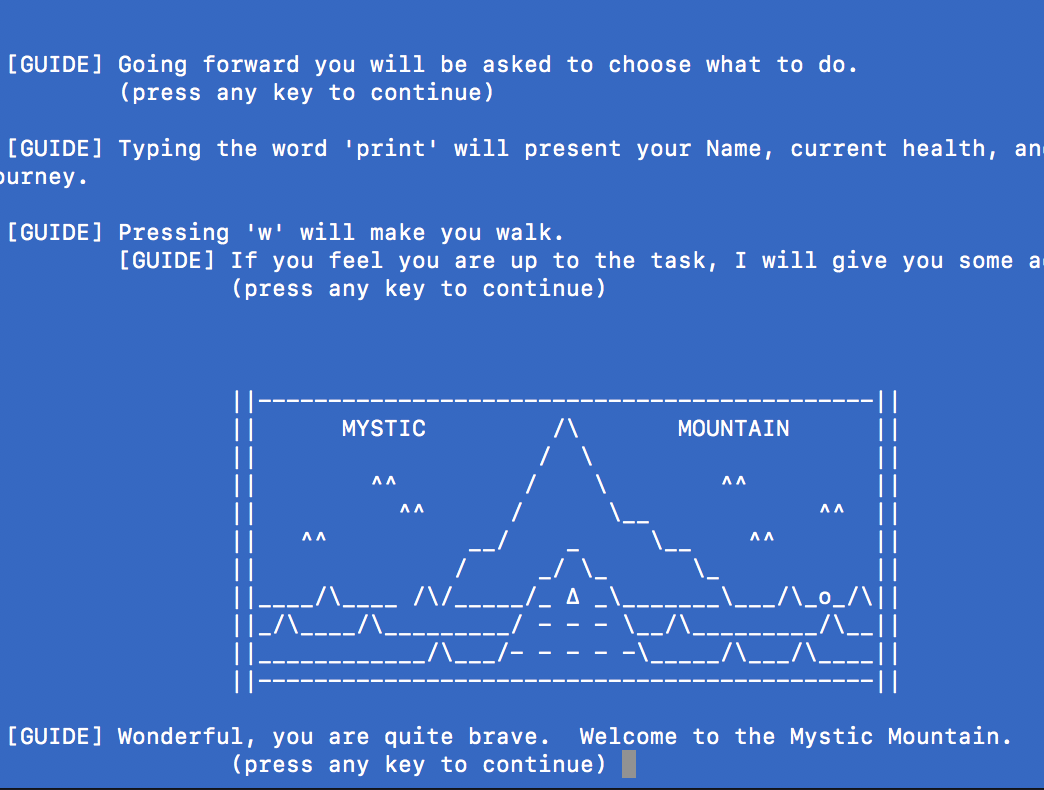 [GUIDE] Going forward you will be asked to choose what to do.
(press any key to continue)
[GUIDE] Typing the word 'print' will present your Name, current health, an
ourney.
[GUIDE] Pressing 'w' will make you walk.
[GUIDE] If you feel you are up to the task, I will give you some a
(press any key to continue)
MYSTIC MOUNTAIN
[GUIDE] Wonderful, you are quite brave.  Welcome to the Mystic Mountain.
(press any key to continue)